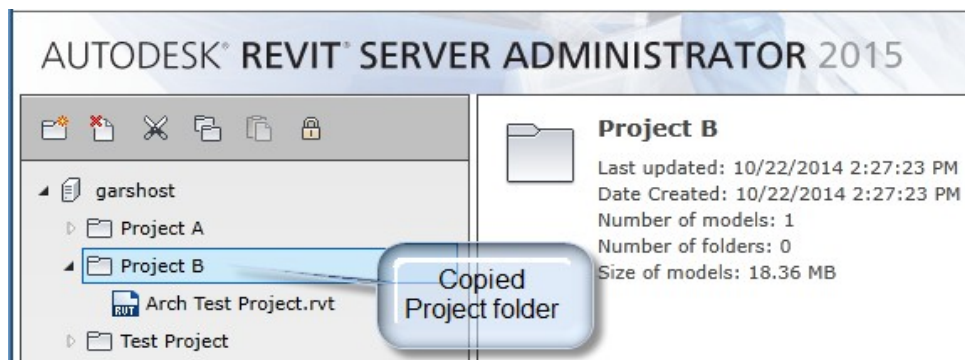 AUTODESK® REVIT® SERVER ADMINISTRATOR 2015
garshost
Project A
Project B
RVT Arch Test Project.rvt
Test Project
Project B
Last updated: 10/22/2014 2:27:23 PM
Date Created: 10/22/2014 2:27:23 PM
Number of models: 1
Number of folders: 0
Size of models: 18.36 MB
Copied
Project folder